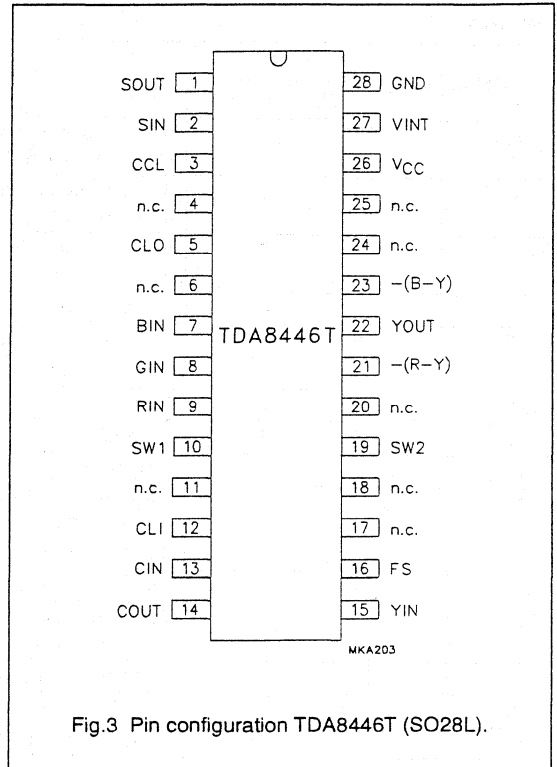 SOUT 1 28 GND
SIN 2 27 VINT
CCL 3 26 VCC
n.c. 4 25 n.c.
CLO 5 24 n.c.
n.c. 6 23 -(B-Y)
BIN 7 22 YOUT
TDA8446T
GIN 8 21 -(R-Y)
RIN 9 20 n.c.
SW1 10 19 SW2
n.c. 11 18 n.c.
CLI 12 17 n.c.
CIN 13 16 FS
COUT 14 15 YIN
MKA203
Fig.3 Pin configuration TDA8446T (SO28L).